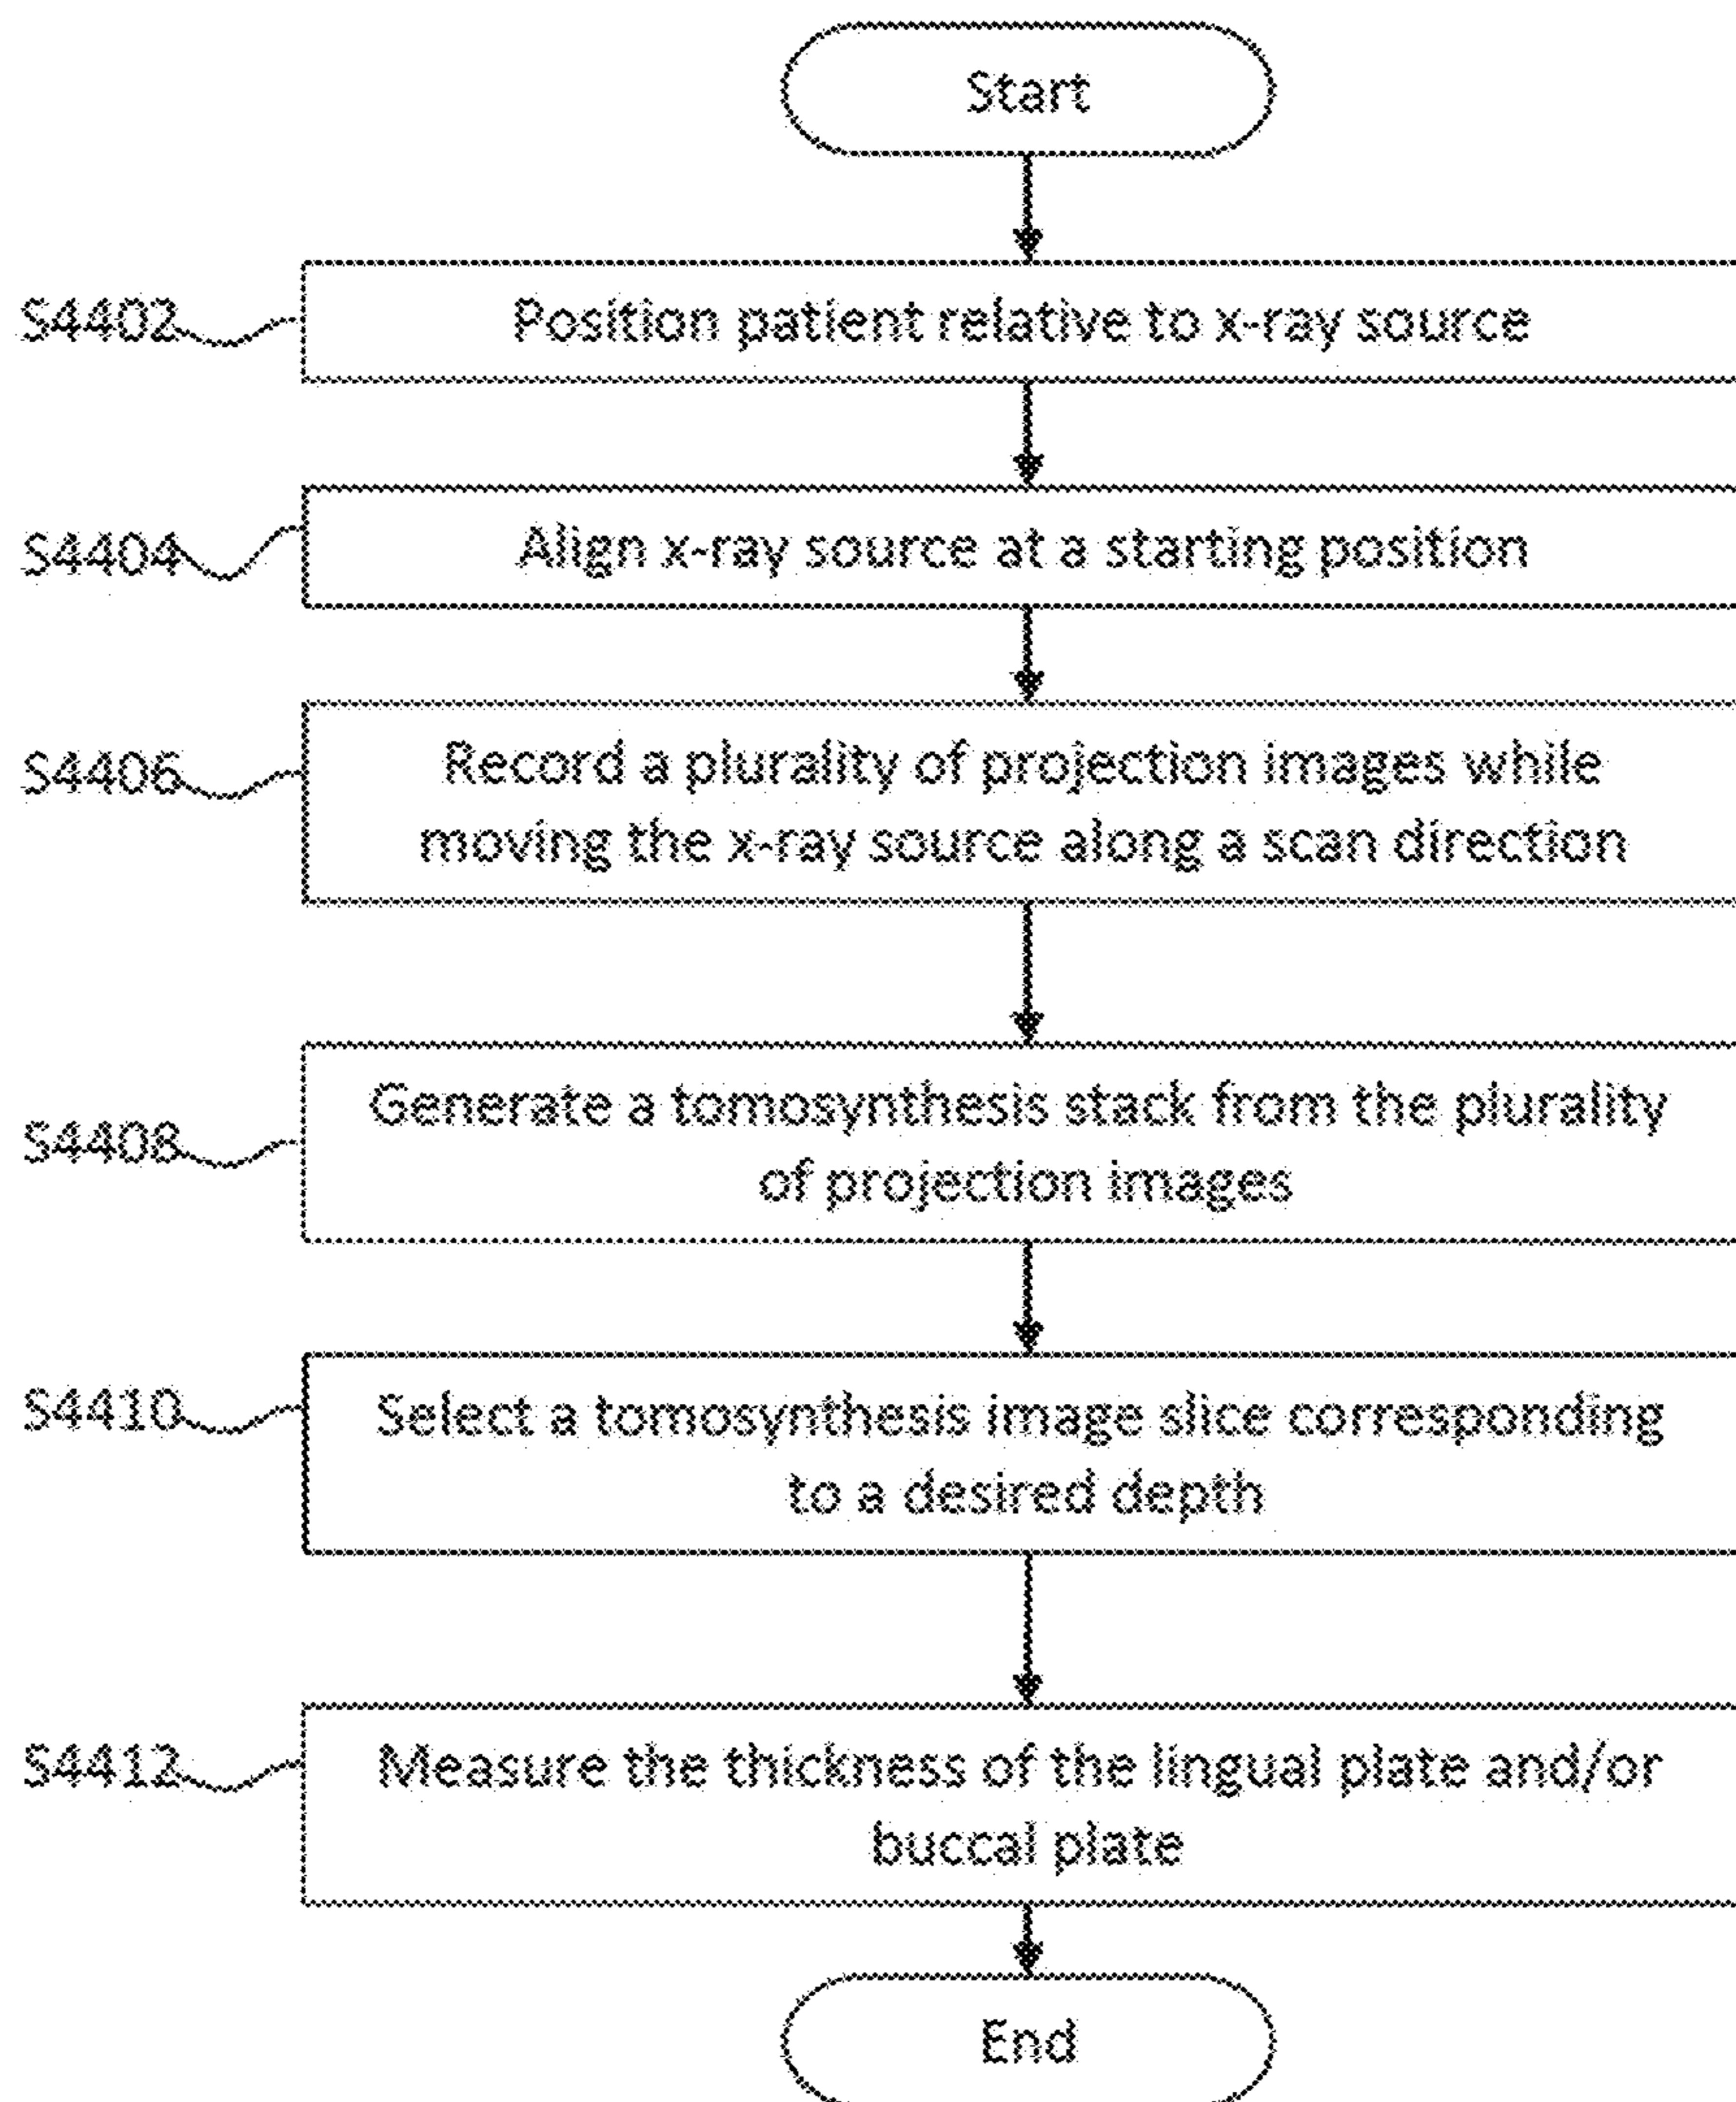 Start
S4402
Position patient relative to x-ray source
S4404
Align x-ray source at a starting position
S4406
Record a plurality of projection images while
moving the x-ray source along a scan direction
S4408
Generate a tomosynthesis stack from the plurality
of projection images
S4410
Select a tomosynthesis image slice corresponding
to a desired depth
S4412
Measure the thickness of the lingual plate and/or
buccal plate
End